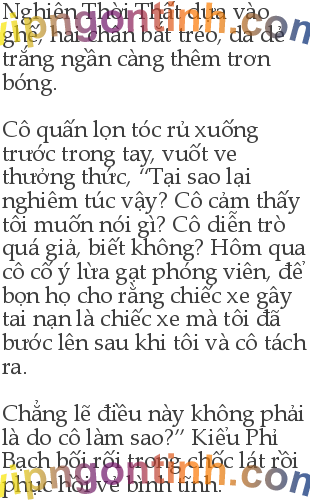 Nghiên Thời Thất dựa vào
ghế, hai chân bắt tréo, da dẻ
trắng ngần càng thêm trơn
bóng.
Cô quấn lọn tóc rủ xuống
trước trong tay, vuốt ve
thưởng thức, “Tại sao lại
nghiêm túc vậy? Cô cảm thấy
tôi muốn nói gì? Cô diễn trò
quá giả, biết không? Hôm qua
cô cố ý lừa gạt phóng viên, để
bọn họ cho rằng chiếc xe gây
tai nạn là chiếc xe mà tôi đã
bước lên sau khi tôi và cô tách
ra.
Chẳng lẽ điều này không phải
là do cô làm sao?” Kiểu Phỉ
Bạch bối rối trong chốc lát rồi
phục hồi vẻ bình tĩnh.